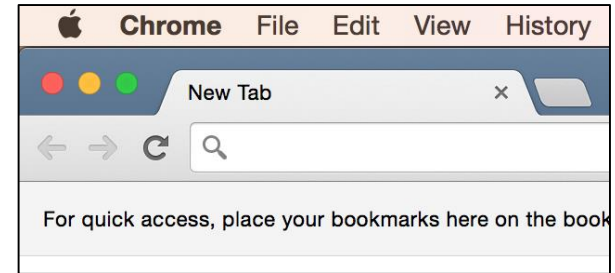 Chrome File Edit View History
New Tab
For quick access, place your bookmarks here on the book